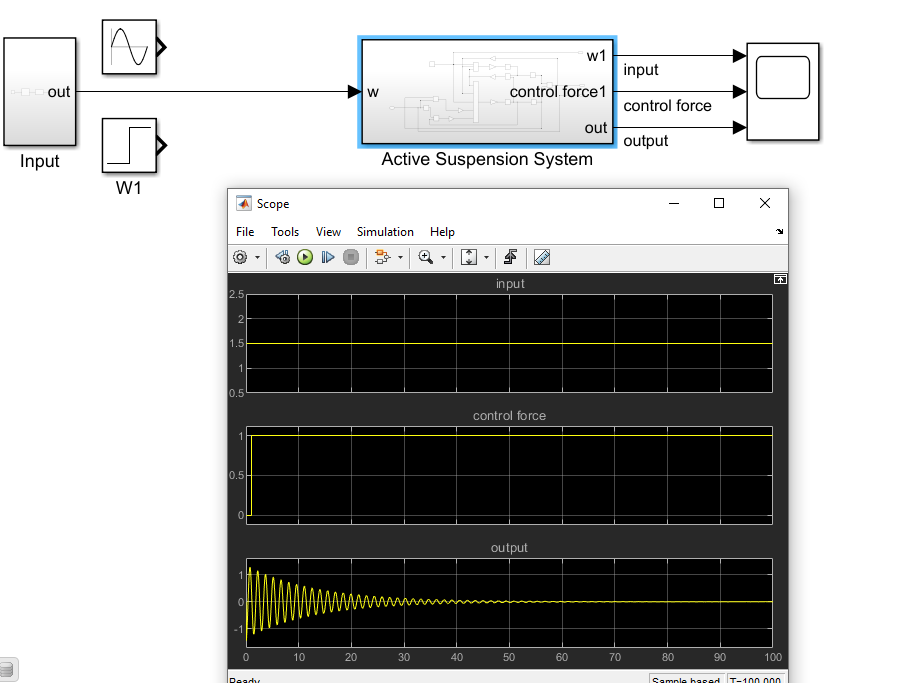 out
Input
W1
w
w1
control force1
out
Active Suspension System
input
control force
output
Scope
File Tools View Simulation Help
input
2.5
2
1.5
1
0.5
control force
1
0.5
0
output
1
0
-1
0 10 20 30 40 50 60 70 80 90 100
Ready Sample based T=100.000